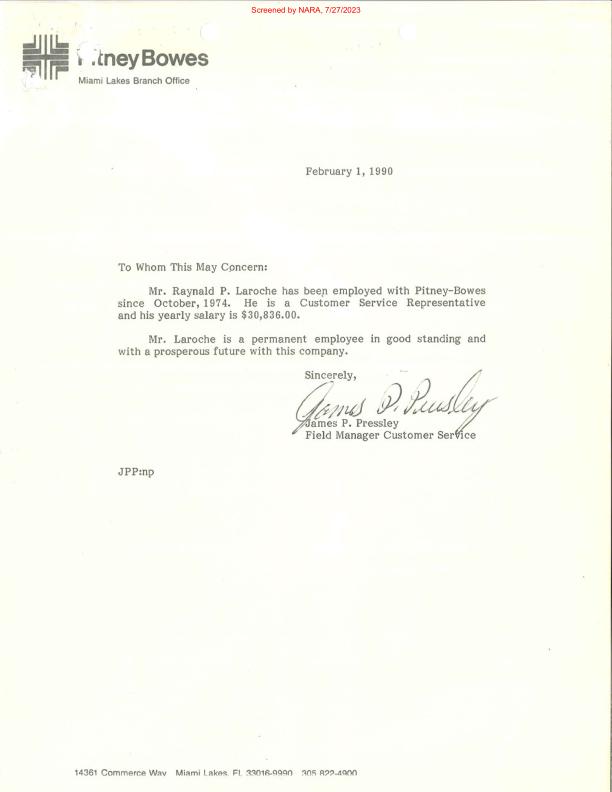 Screened by NARA, 7/27/2023
Pitney Bowes
Miami Lakes Branch Office
February 1, 1990
To Whom This May Concern:
Mr. Raynald P. Laroche has been employed with Pitney-Bowes
since October, 1974. He is a Customer Service Representative
and his yearly salary is $30,836.00.
Mr. Laroche is a permanent employee in good standing and
with a prosperous future with this company.
Sincerely,
James P. Pressley
James P. Pressley
Field Manager Customer Service
JPP:np
14361 Commerce Way Miami Lakes, FL 33016-9990 305 822-4900